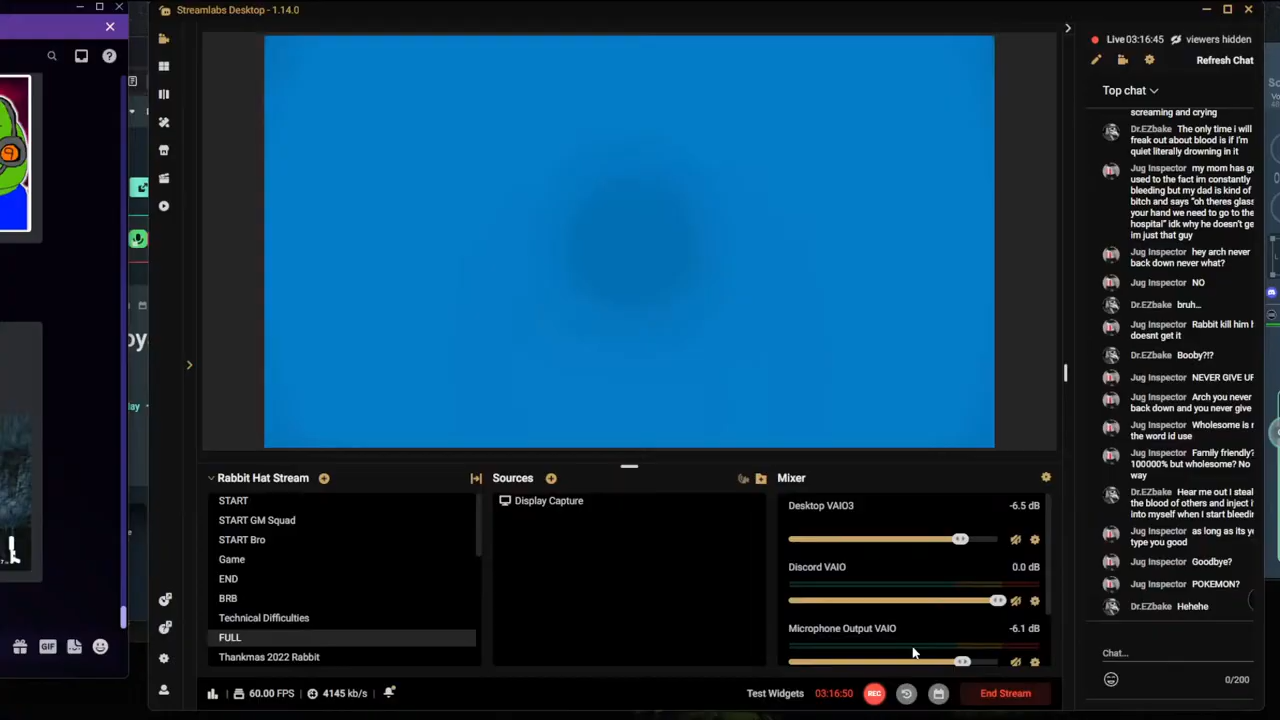 Streamlabs Desktop - 1.14.0
Live 03:16:45 viewers hidden
Refresh Chat
Top chat
screaming and crying
Dr.EZbake The only time i will
freak out about blood is if I'm
quiet literally drowning in it
Jug Inspector my mom has go
used to the fact im constantly
bleeding but my dad is kind of
bitch and says "oh theres glass
your hand we need to go to the
hospital" idk why he doesn't ge
im just that guy
Jug Inspector hey arch never
back down never what?
Jug Inspector NO
Dr.EZbake bruh...
Jug Inspector Rabbit kill him h
doesnt get it
Dr.EZbake Booby?!?
Jug Inspector NEVER GIVE UP
Jug Inspector Arch you never
back down and you never give
Jug Inspector Wholesome is n
the word id use
Jug Inspector Family friendly?
100000% but wholesome? No
way
Dr.EZbake Hear me out I steal
the blood of others and inject i
into myself when I start bleedin
Jug Inspector as long as its ye
type you good
Jug Inspector Goodbye?
Jug Inspector POKEMON?
Dr.EZbake Hehehe
Chat...
0/200
Rabbit Hat Stream
START
START GM Squad
START Bro
Game
END
BRB
Technical Difficulties
FULL
Thankmas 2022 Rabbit
Sources
Display Capture
Mixer
Desktop VAIO3 -6.5 dB
Discord VAIO 0.0 dB
Microphone Output VAIO -6.1 dB
60.00 FPS 4145 kb/s
Test Widgets 03:16:50 REC End Stream
GIF
oy
lay